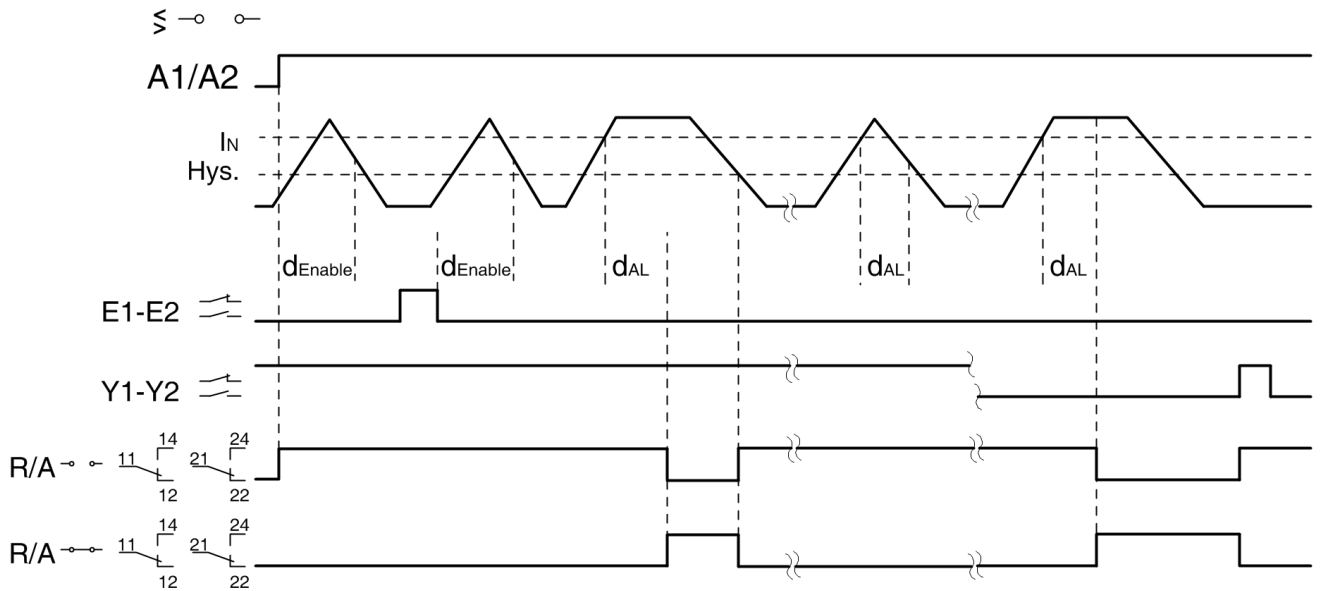 ≶
A1/A2
IN
Hys.
dEnable dEnable dAL dAL dAL
E1-E2
Y1-Y2
14 24
R/A 11 21
12 22
14 24
R/A 11 21
12 22